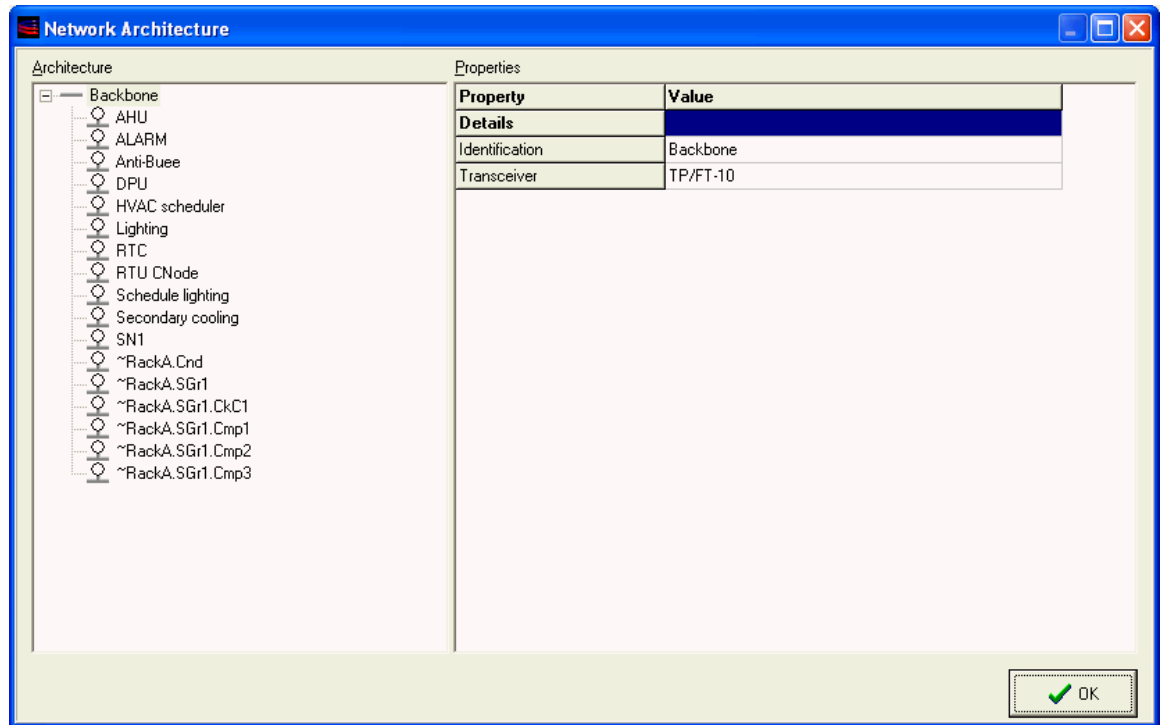 Network Architecture
Architecture
Backbone
AHU
ALARM
Anti-Buee
DPU
HVAC scheduler
Lighting
RTC
RTU CNode
Schedule lighting
Secondary cooling
SN1
~RackA.Cnd
~RackA.SGr1
~RackA.SGr1.CkC1
~RackA.SGr1.Cmp1
~RackA.SGr1.Cmp2
~RackA.SGr1.Cmp3
Properties
Property Value
Details
Identification Backbone
Transceiver TP/FT-10
OK